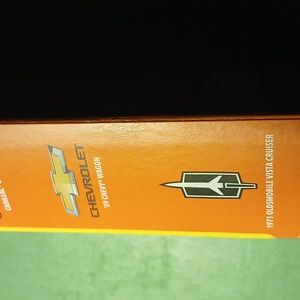 CHEVROLET
'59 CHEVY® WAGON
1971 OLDSMOBILE VISTA CRUISER